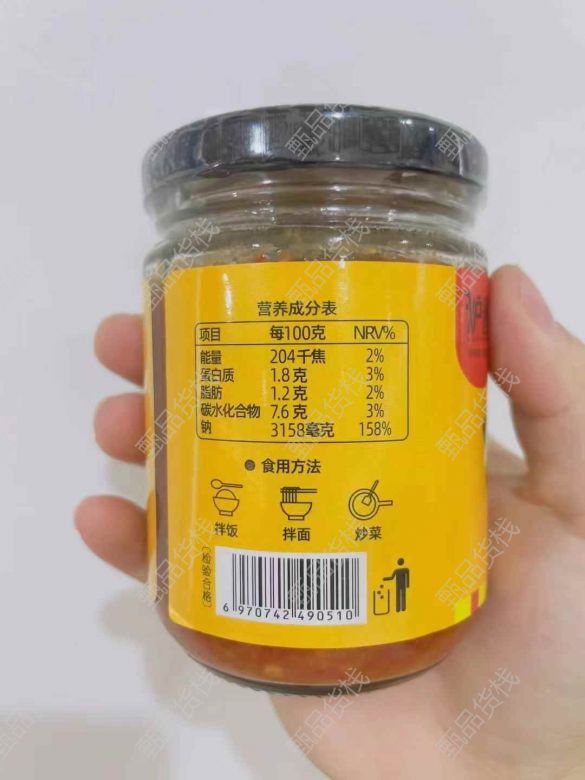 营养成分表
项目 每100克 NRV%
能量 204千焦 2%
蛋白质 1.8克 3%
脂肪 1.2克 2%
碳水化合物 7.6克 3%
钠 3158毫克 158%
食用方法
拌饭 拌面 炒菜
(检验合格)
6 970742 490510
甄品货栈